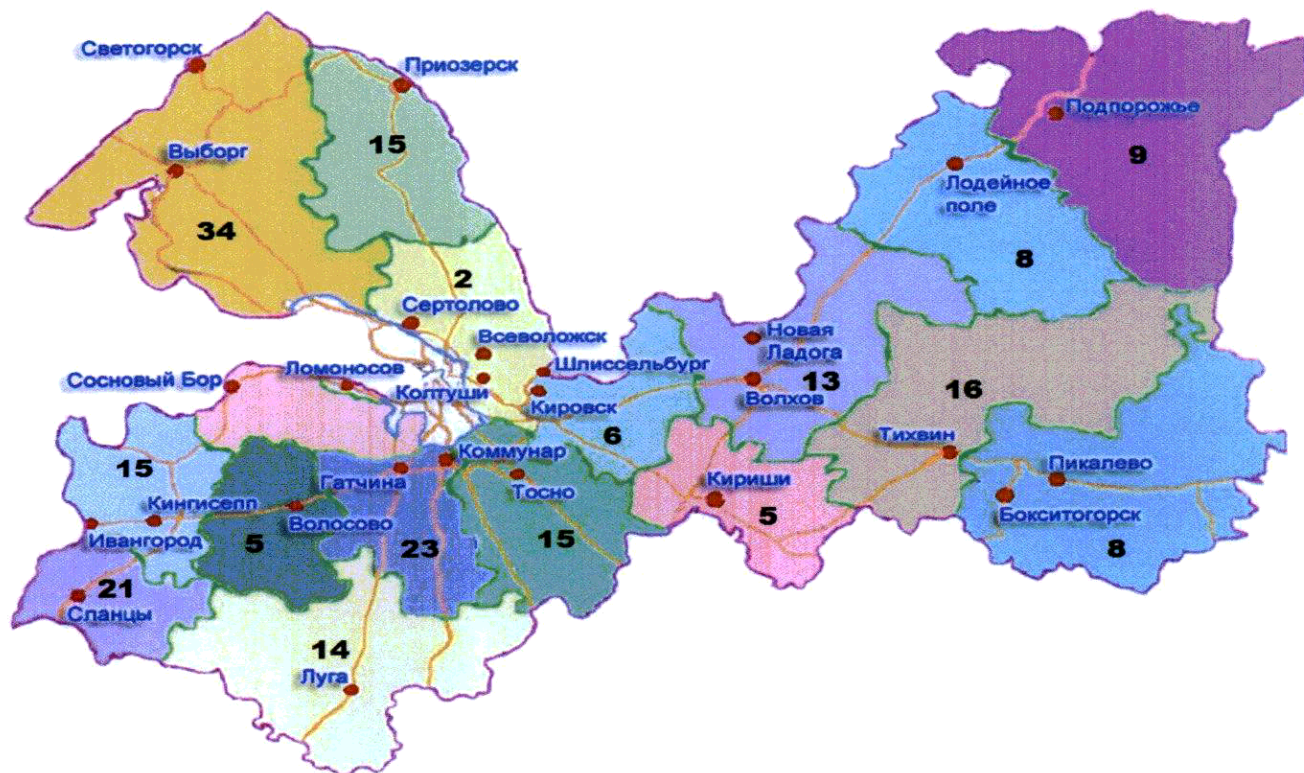 Светогорск
Приозерск
15
Выборг
34
Подпорожье
9
Лодейное
поле
8
2
Сертолово
Всеволожск
Шлиссельбург
Новая
Ладога
13
Волхов
Ломоносов
Сосновый Бор
Колтуши
Кировск
6
16
Тихвин
15
Коммунар
Гатчина
Тосно
Кингисепп
Волосово
Ивангород
5
23
15
Кириши
5
Пикалево
Бокситогорск
8
21
Сланцы
14
Луга